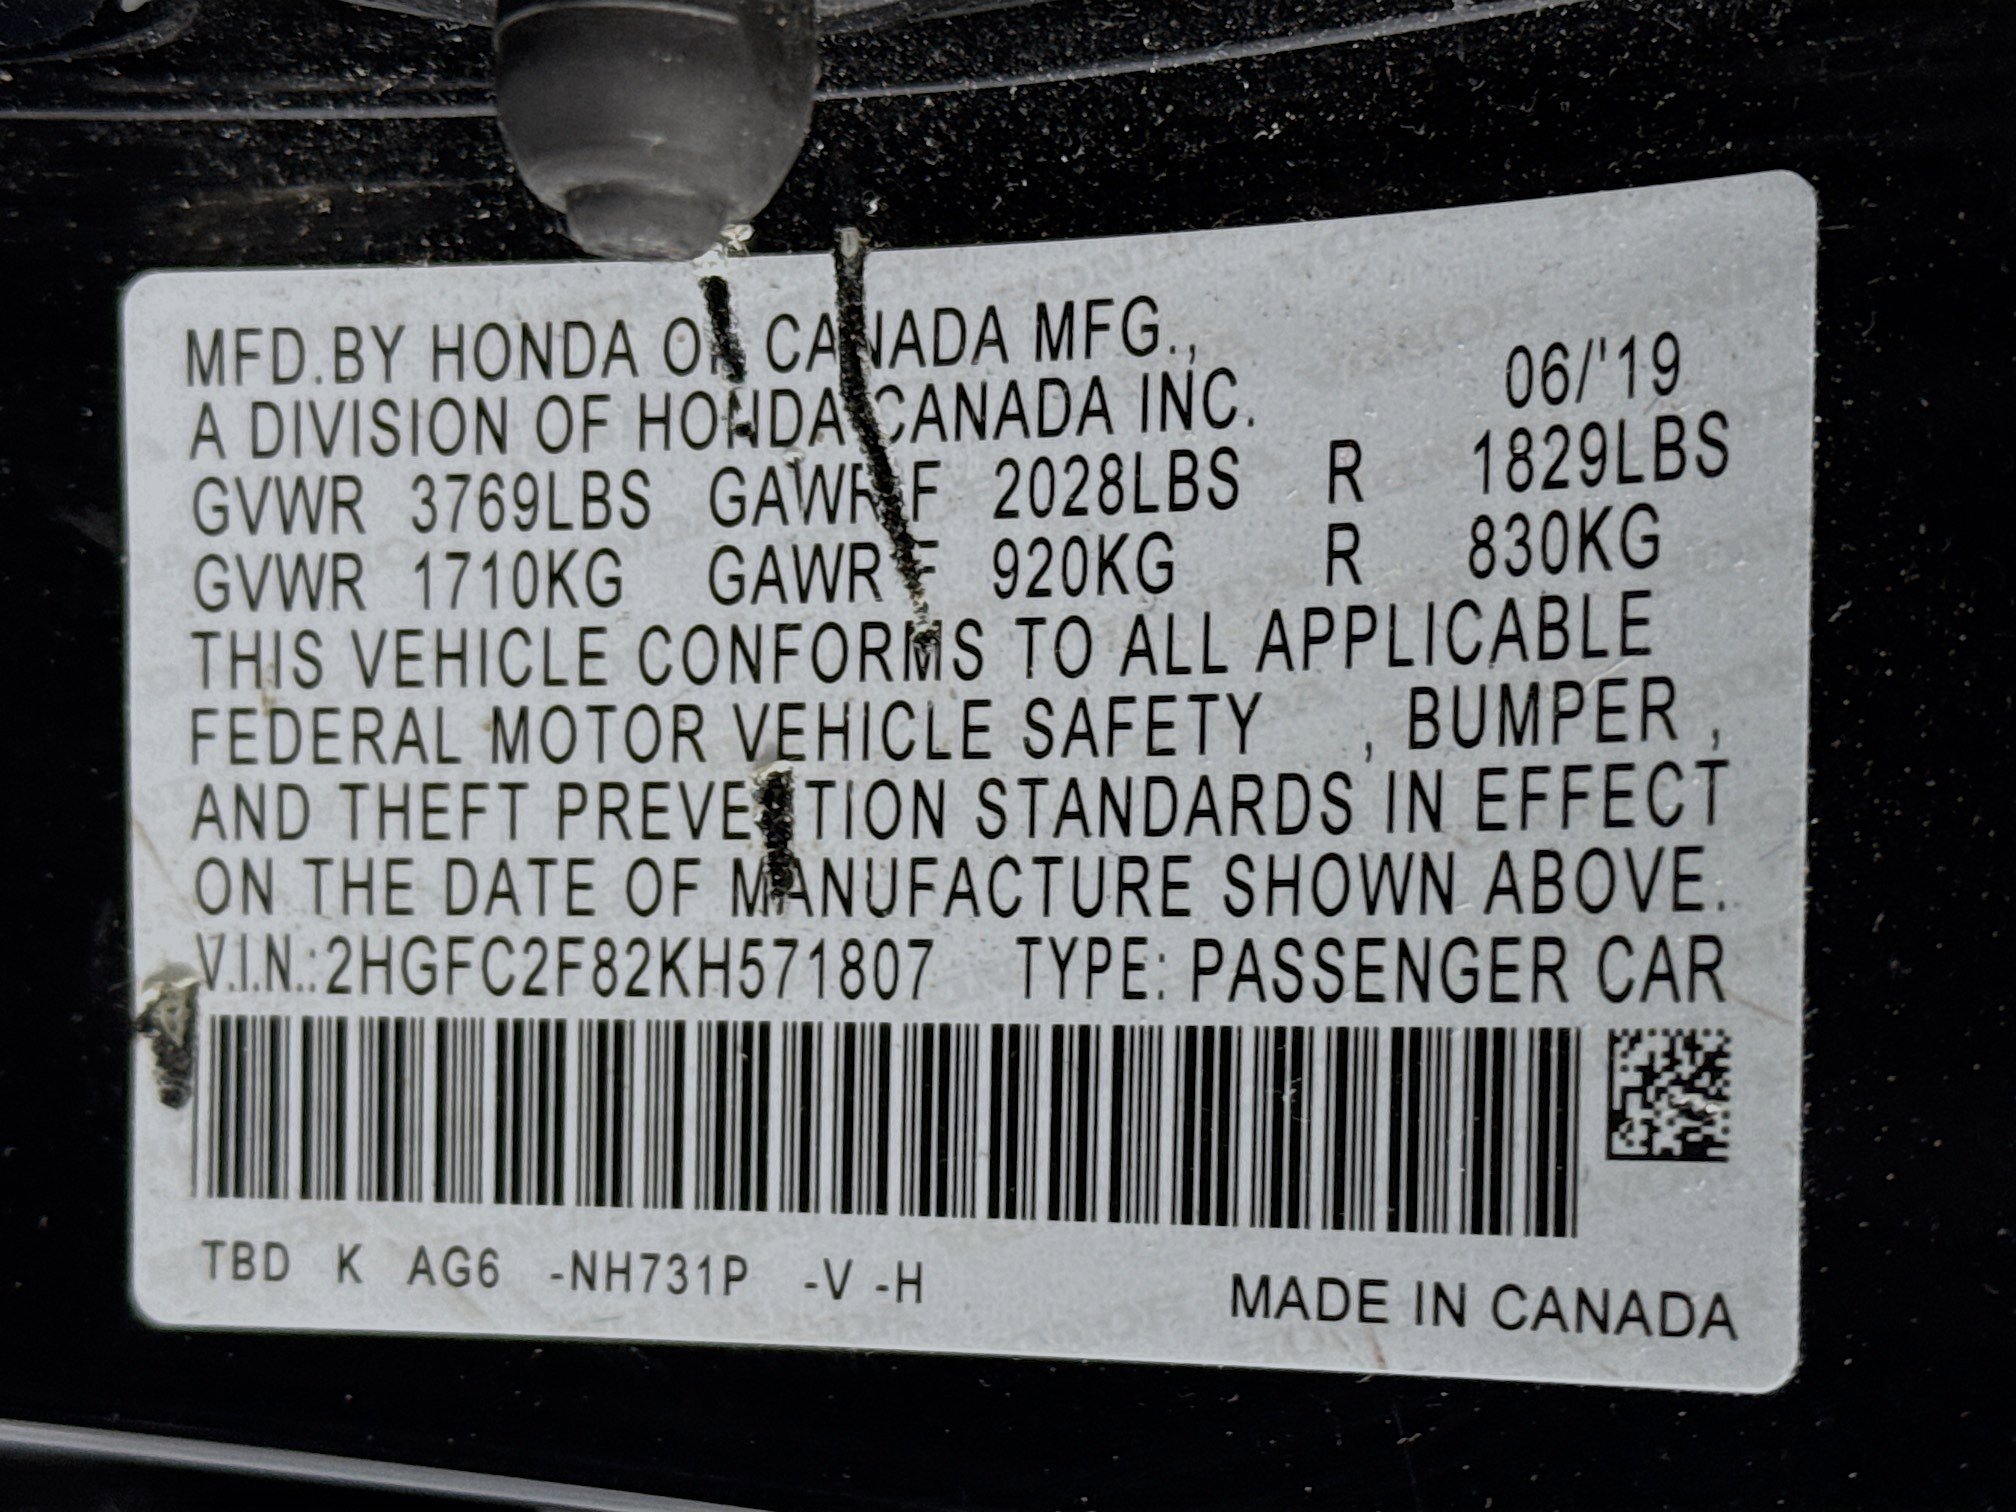 MFD.BY HONDA OF CANADA MFG.,
A DIVISION OF HONDA CANADA INC. 06/'19
GVWR 3769LBS GAWR F 2028LBS R 1829LBS
GVWR 1710KG GAWR F 920KG R 830KG
THIS VEHICLE CONFORMS TO ALL APPLICABLE
FEDERAL MOTOR VEHICLE SAFETY , BUMPER ,
AND THEFT PREVENTION STANDARDS IN EFFECT
ON THE DATE OF MANUFACTURE SHOWN ABOVE.
V.I.N.:2HGFC2F82KH571807 TYPE: PASSENGER CAR
TBD K AG6 -NH731P -V -H
MADE IN CANADA